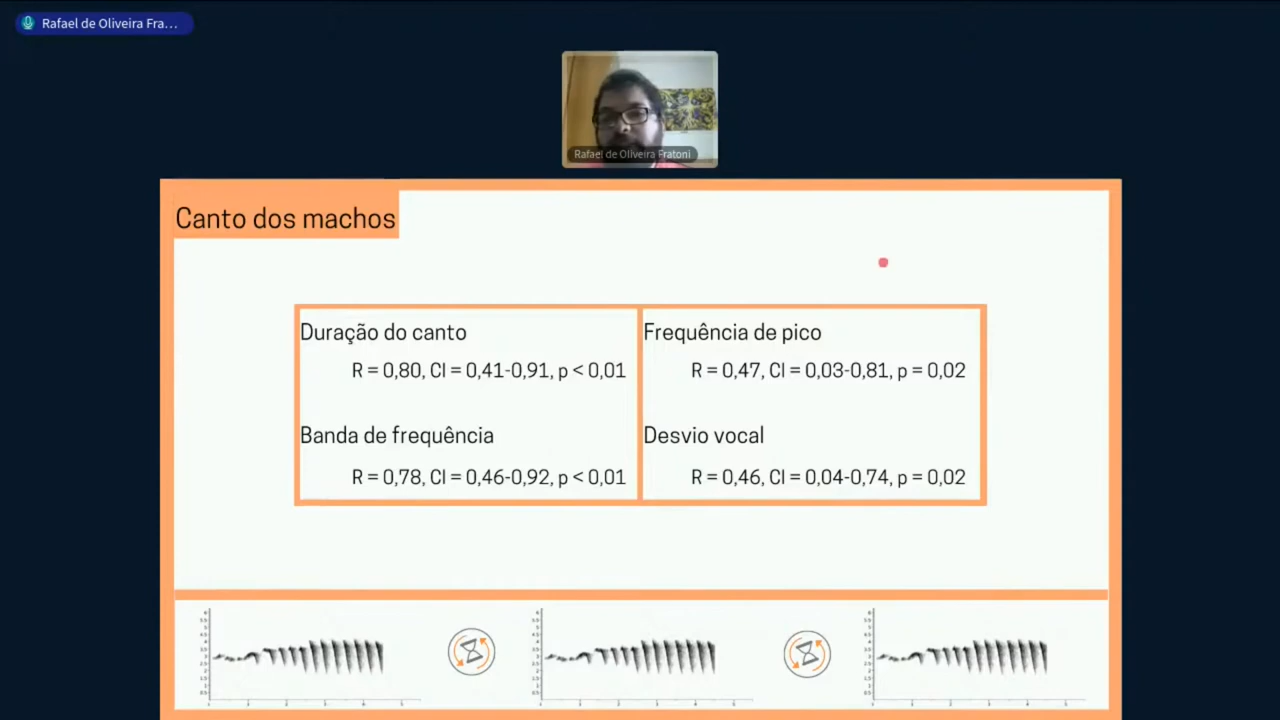 Rafael de Oliveira Fra...
Rafael de Oliveira Fratoni
Canto dos machos
Duração do canto
R = 0,80, CI = 0,41-0,91, p < 0,01
Banda de frequência
R = 0,78, CI = 0,46-0,92, p < 0,01
Frequência de pico
R = 0,47, CI = 0,03-0,81, p = 0,02
Desvio vocal
R = 0,46, CI = 0,04-0,74, p = 0,02